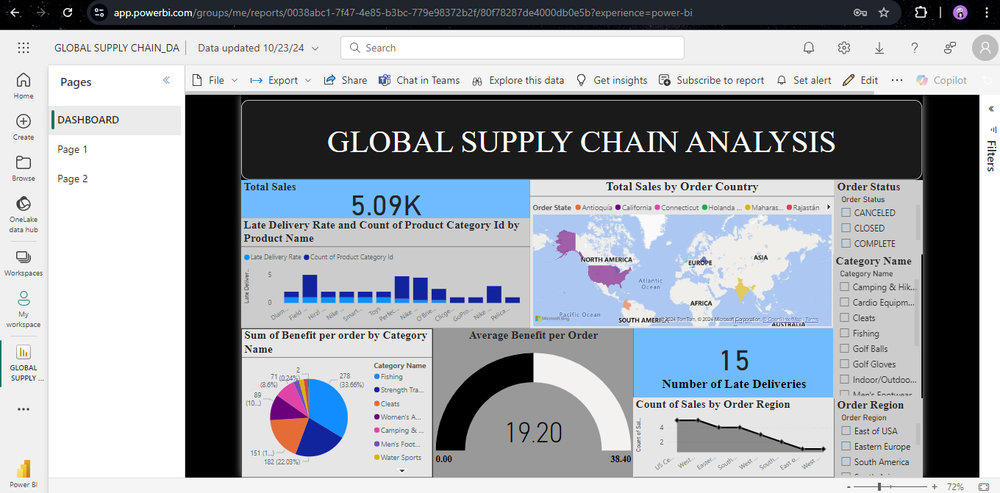 app.powerbi.com/groups/me/reports/0038abc1-7f47-4e85-b3bc-779e98372b2f/80f78287de4000db0e5b?experience=power-bi
GLOBAL SUPPLY CHAIN_DA
Data updated 10/23/24
Search
Home
Create
Browse
OneLake
data hub
Workspaces
My
workspace
GLOBAL
SUPPLY ...
Power BI
Pages
DASHBOARD
Page 1
Page 2
File
Export
Share
Chat in Teams
Explore this data
Get insights
Subscribe to report
Set alert
Edit
Copilot
Filters
GLOBAL SUPPLY CHAIN ANALYSIS
Total Sales
5.09K
Late Delivery Rate and Count of Product Category Id by
Product Name
Late Delivery Rate
Count of Product Category Id
Late Deliver...
5
0
Diam...
Field ...
Hirzl ...
Nike ...
Smart...
Toys
Perfec...
Nike ...
O'Brie...
Clicge...
GoPro...
Nike ...
Pelica...
Total Sales by Order Country
Order State
Antioquía
California
Connecticut
Holanda ...
Maharas...
Rajastán
NORTH AMERICA
EUROPE
ASIA
Atlantic
Ocean
AFRICA
Pacific Ocean
SOUTH AMERICA
AUSTRALIA
Microsoft Bing
© 2024 TomTom, © 2024 Microsoft Corporation, © OpenStreetMap Terms
Order Status
Order Status
CANCELED
CLOSED
COMPLETE
Category Name
Category Name
Camping & Hik...
Cardio Equipm...
Cleats
Fishing
Golf Balls
Golf Gloves
Indoor/Outdoo...
Men's Footwear
Order Region
Order Region
East of USA
Eastern Europe
South America
Sum of Benefit per order by Category
Name
2
(0.24%)
71
(8.6%)
89
(10...)
151 (1...)
182 (22.03%)
278
(33.66%)
Category Name
Fishing
Strength Tra...
Cleats
Women's A...
Camping & ...
Men's Foot...
Water Sports
Average Benefit per Order
19.20
0.00
38.40
15
Number of Late Deliveries
Count of Sales by Order Region
Count of Sal...
4
2
US Ce...
West...
Easter...
South...
West ...
South...
East o...
West ...
72%